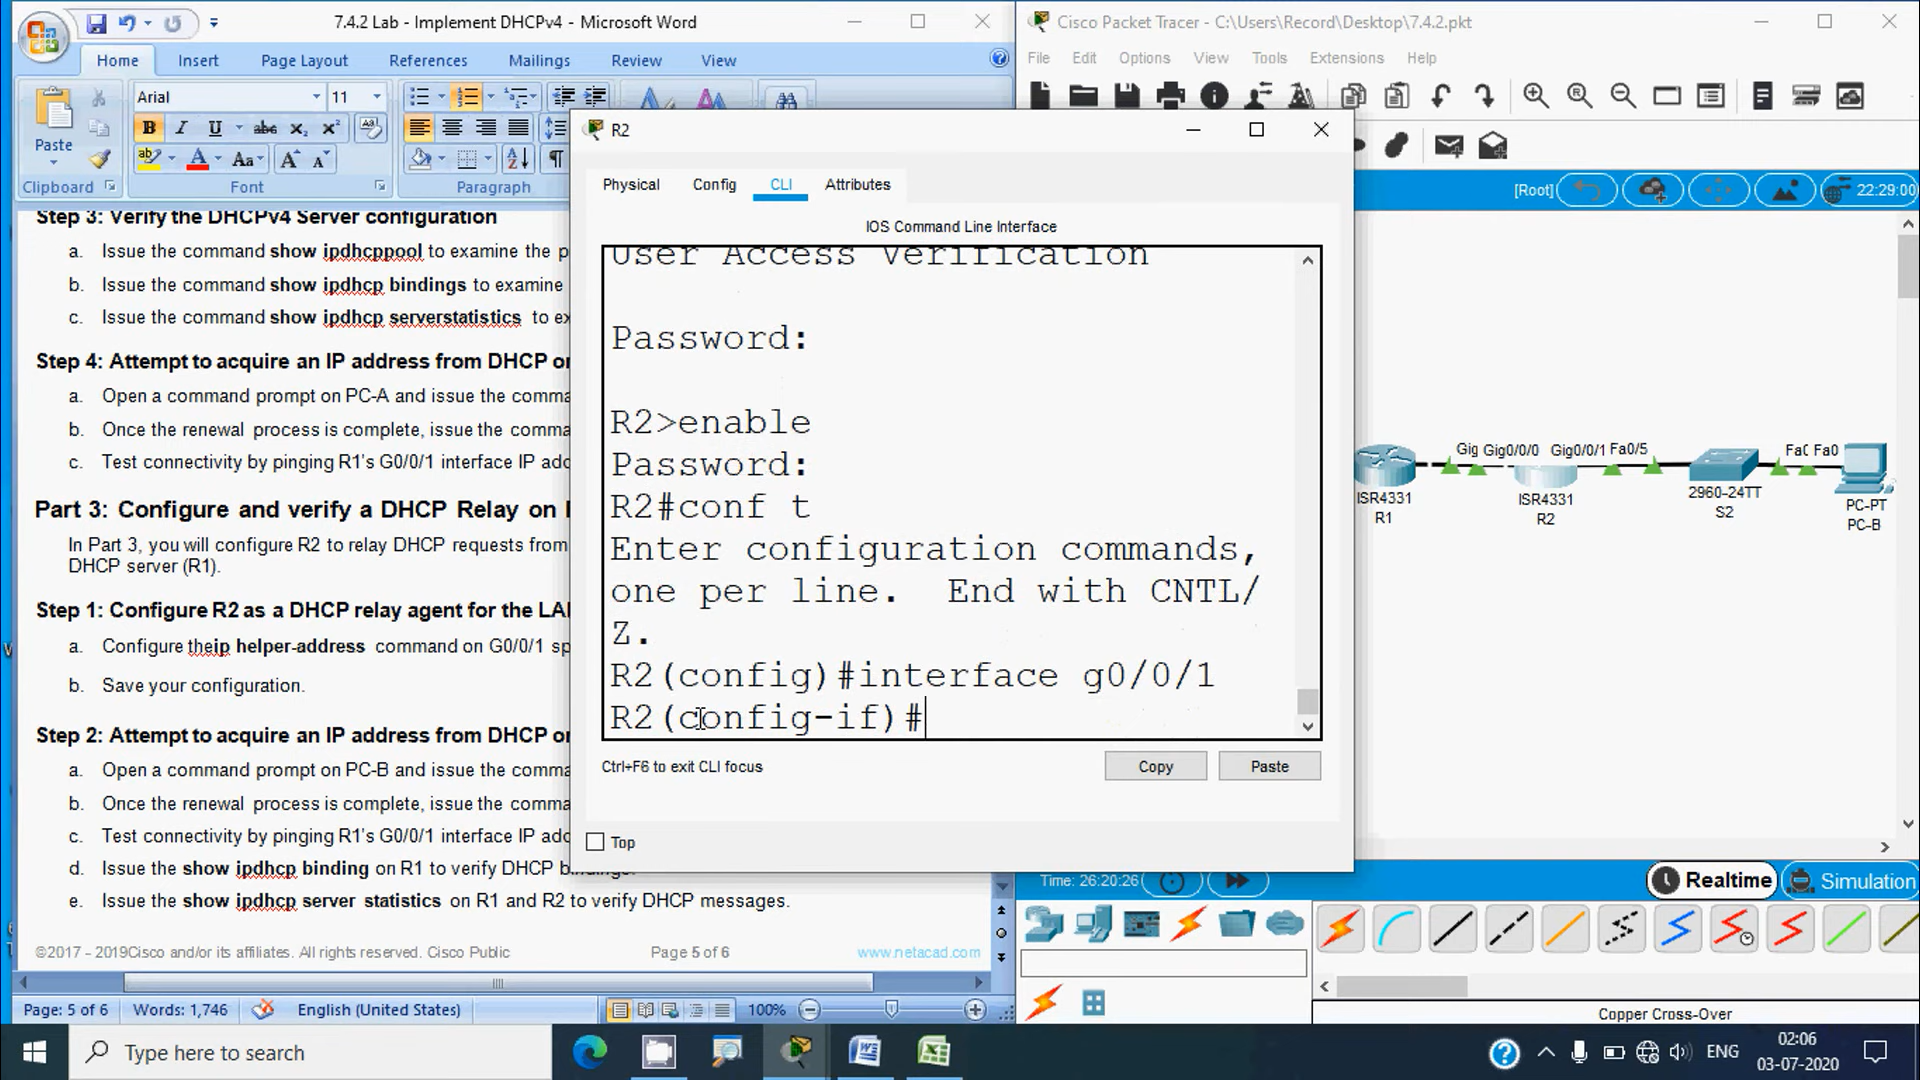 7.4.2 Lab - Implement DHCPv4 - Microsoft Word
Home Insert Page Layout References Mailings Review View
Arial 11
Paste
Clipboard
Font
Paragraph
Step 3: Verify the DHCPv4 Server configuration
a. Issue the command show ipdhcppool to examine the p
b. Issue the command show ipdhcp bindings to examine
c. Issue the command show ipdhcp serverstatistics to ex
Step 4: Attempt to acquire an IP address from DHCP on
a. Open a command prompt on PC-A and issue the comma
b. Once the renewal process is complete, issue the comma
c. Test connectivity by pinging R1's G0/0/1 interface IP add
Part 3: Configure and verify a DHCP Relay on
In Part 3, you will configure R2 to relay DHCP requests from
DHCP server (R1).
Step 1: Configure R2 as a DHCP relay agent for the LA
a. Configure theip helper-address command on G0/0/1 sp
b. Save your configuration.
Step 2: Attempt to acquire an IP address from DHCP on
a. Open a command prompt on PC-B and issue the comma
b. Once the renewal process is complete, issue the comma
c. Test connectivity by pinging R1's G0/0/1 interface IP add
d. Issue the show ipdhcp binding on R1 to verify DHCP bindings.
e. Issue the show ipdhcp server statistics on R1 and R2 to verify DHCP messages.
©2017 - 2019Cisco and/or its affiliates. All rights reserved. Cisco Public Page 5 of 6 www.netacad.com
Page: 5 of 6 Words: 1,746 English (United States) 100%
R2
Physical Config CLI Attributes
IOS Command Line Interface
User Access Verification
Password:
R2>enable
Password:
R2#conf t
Enter configuration commands,
one per line. End with CNTL/
Z.
R2(config)#interface g0/0/1
R2(config-if)#
Ctrl+F6 to exit CLI focus
Copy Paste
Top
Cisco Packet Tracer - C:\Users\Record\Desktop\7.4.2.pkt
File Edit Options View Tools Extensions Help
[Root] 22:29:00
Gig Gig0/0/0 Gig0/0/1 Fa0/5 Fa0 Fa0
ISR4331
R1
ISR4331
R2
2960-24TT
S2
PC-PT
PC-B
Time: 26:20:26
Realtime Simulation
Copper Cross-Over
Type here to search
ENG
02:06
03-07-2020